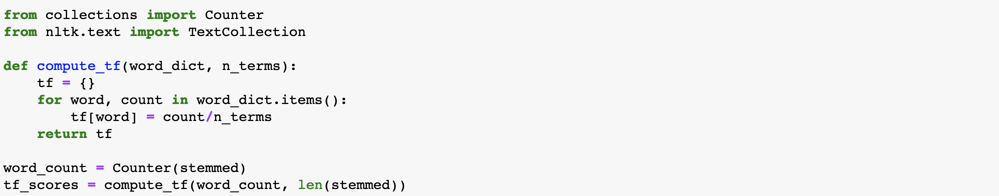 from collections import Counter
from nltk.text import TextCollection

def compute_tf(word_dict, n_terms):
    tf = {}
    for word, count in word_dict.items():
        tf[word] = count/n_terms
    return tf

word_count = Counter(stemmed)
tf_scores = compute_tf(word_count, len(stemmed))